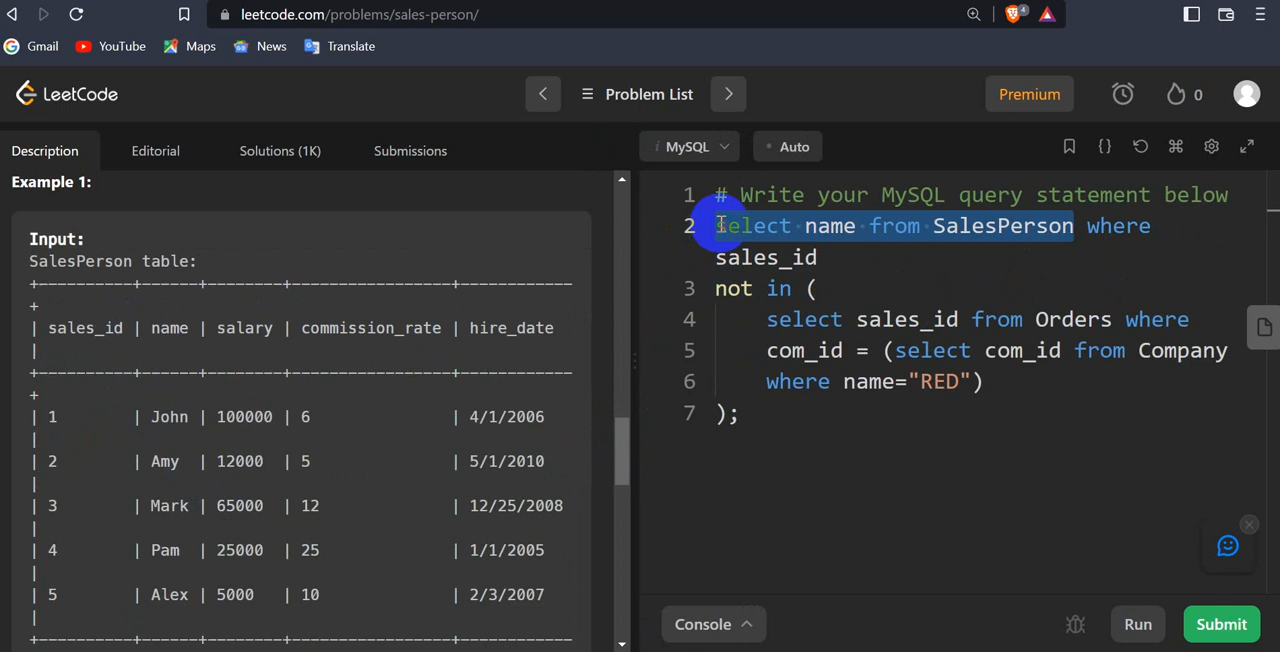 leetcode.com/problems/sales-person/
4
Gmail YouTube Maps News Translate
LeetCode
Problem List
Premium
0
Description Editorial Solutions (1K) Submissions
MySQL
Auto
Example 1:
Input:
SalesPerson table:
+----------+------+--------+-----------------+------------
+
| sales_id | name | salary | commission_rate | hire_date
|
+----------+------+--------+-----------------+------------
+
| 1 | John | 100000 | 6 | 4/1/2006
|
| 2 | Amy | 12000 | 5 | 5/1/2010
|
| 3 | Mark | 65000 | 12 | 12/25/2008
|
| 4 | Pam | 25000 | 25 | 1/1/2005
|
| 5 | Alex | 5000 | 10 | 2/3/2007
|
+----------+------+--------+-----------------+------------
1 # Write your MySQL query statement below
2 select name from SalesPerson where
sales_id
3 not in (
4 select sales_id from Orders where
5 com_id = (select com_id from Company
6 where name="RED")
7 );
Console
Run
Submit